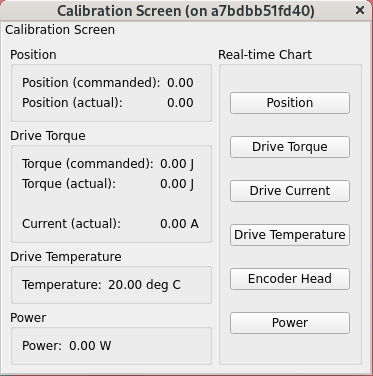 Calibration Screen (on a7bdbb51fd40)
Calibration Screen
Position
Position (commanded): 0.00
Position (actual): 0.00
Drive Torque
Torque (commanded): 0.00 J
Torque (actual): 0.00 J
Current (actual): 0.00 A
Drive Temperature
Temperature: 20.00 deg C
Power
Power: 0.00 W
Real-time Chart
Position
Drive Torque
Drive Current
Drive Temperature
Encoder Head
Power